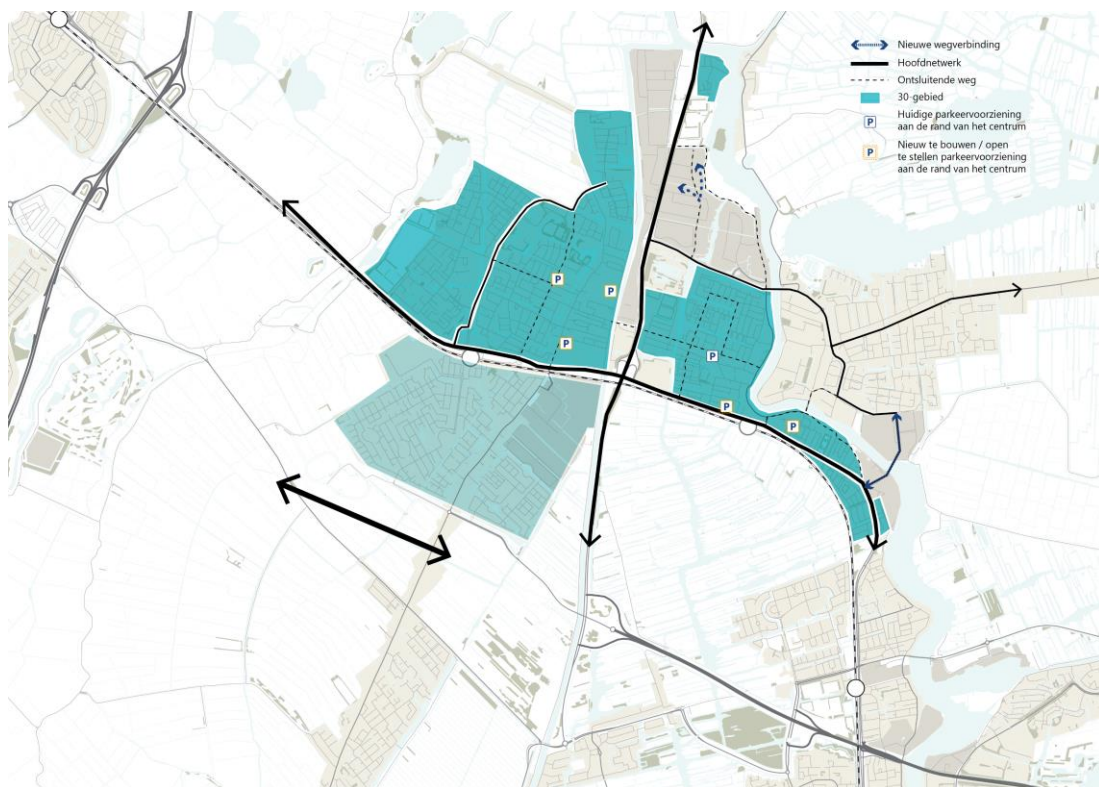 Nieuwe wegverbinding
Hoofdnetwerk
Ontsluitende weg
30-gebied
P
Huidige parkeervoorziening
aan de rand van het centrum
P
Nieuw te bouwen / open
te stellen parkeervoorziening
aan de rand van het centrum
P
P
P
P
P
P